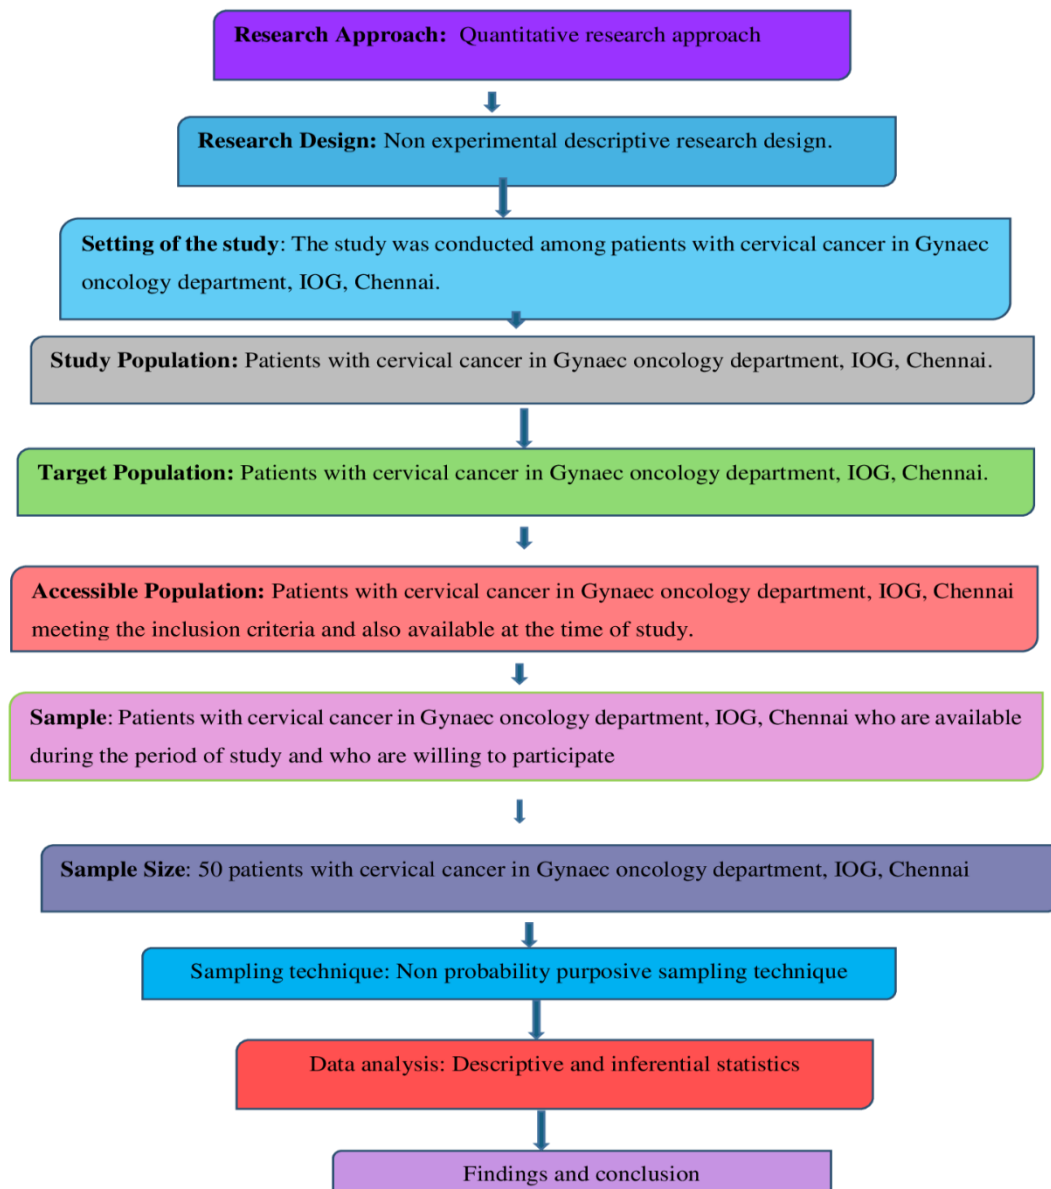 Research Approach: Quantitative research approach
Research Design: Non experimental descriptive research design.
Setting of the study: The study was conducted among patients with cervical cancer in Gynaec
oncology department, IOG, Chennai.
Study Population: Patients with cervical cancer in Gynaec oncology department, IOG, Chennai.
Target Population: Patients with cervical cancer in Gynaec oncology department, IOG, Chennai.
Accessible Population: Patients with cervical cancer in Gynaec oncology department, IOG, Chennai
meeting the inclusion criteria and also available at the time of study.
Sample: Patients with cervical cancer in Gynaec oncology department, IOG, Chennai who are available
during the period of study and who are willing to participate
Sample Size: 50 patients with cervical cancer in Gynaec oncology department, IOG, Chennai
Sampling technique: Non probability purposive sampling technique
Data analysis: Descriptive and inferential statistics
Findings and conclusion